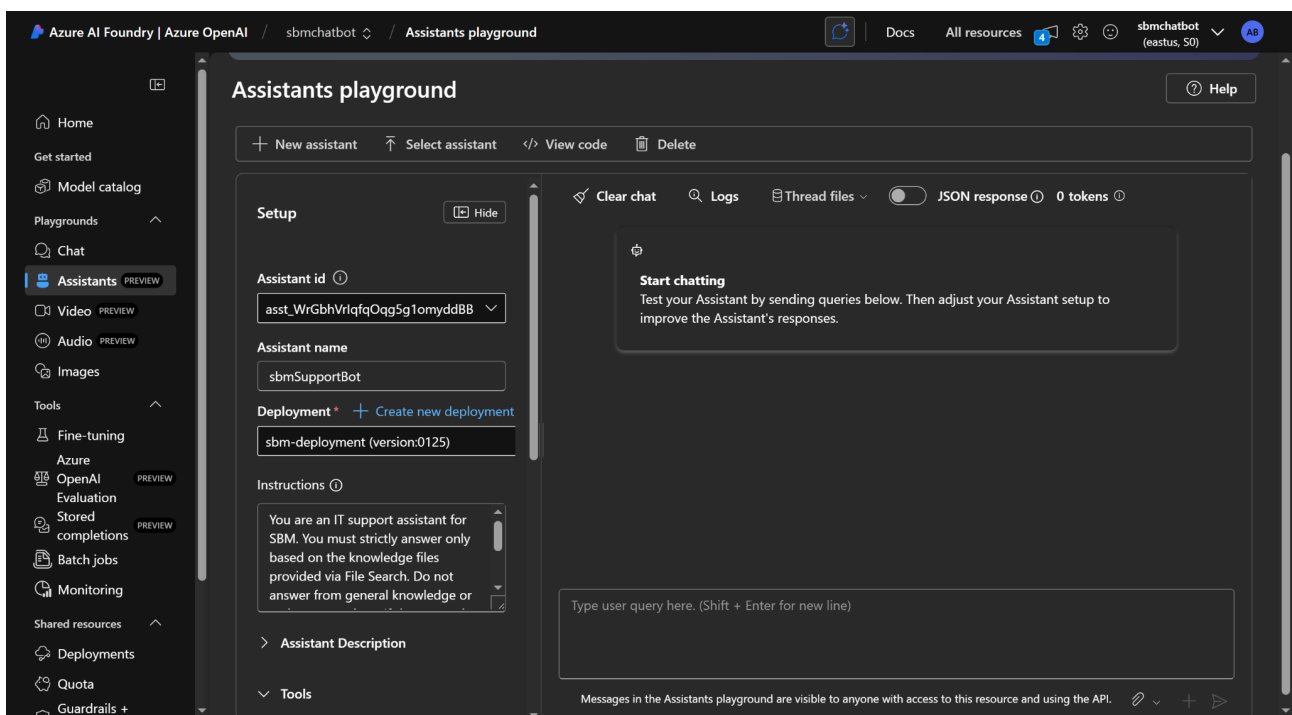 Azure AI Foundry | Azure OpenAI / sbmchatbot / Assistants playground
Docs
All resources
4
sbmchatbot
(eastus, S0)
AB
Assistants playground
Help
Home
Get started
Model catalog
Playgrounds
Chat
Assistants PREVIEW
Video PREVIEW
Audio PREVIEW
Images
Tools
Fine-tuning
Azure
OpenAI PREVIEW
Evaluation
Stored
completions PREVIEW
Batch jobs
Monitoring
Shared resources
Deployments
Quota
Guardrails +
New assistant
Select assistant
View code
Delete
Setup
Hide
Assistant id
asst_WrGbhVrlqfqOqg5g1omyddBB
Assistant name
sbmSupportBot
Deployment * + Create new deployment
sbm-deployment (version:0125)
Instructions
You are an IT support assistant for
SBM. You must strictly answer only
based on the knowledge files
provided via File Search. Do not
answer from general knowledge or
Assistant Description
Tools
Clear chat
Logs
Thread files
JSON response
0 tokens
Start chatting
Test your Assistant by sending queries below. Then adjust your Assistant setup to
improve the Assistant's responses.
Type user query here. (Shift + Enter for new line)
Messages in the Assistants playground are visible to anyone with access to this resource and using the API.